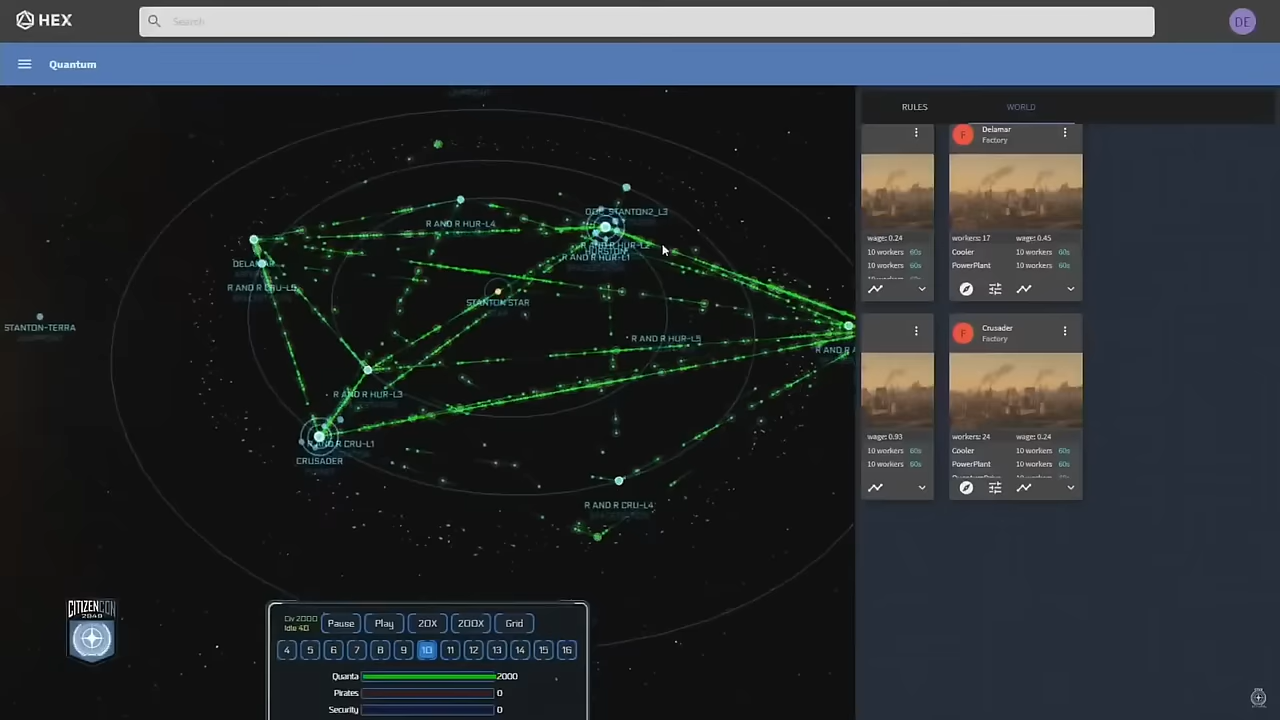 HEX
Search
DE
Quantum
RULES
WORLD
Delamar
Factory
wage: 0.24
10 workers 60s
10 workers 60s
workers: 17 wage: 0.45
Cooler 10 workers 60s
PowerPlant 10 workers 60s
Crusader
Factory
wage: 0.93
10 workers 60s
10 workers 60s
workers: 24 wage: 0.24
Cooler 10 workers 60s
PowerPlant 10 workers 60s
R AND R HUR-L4
R AND R HUR-L2
R AND R HUR-L1
R AND R CRU-L5
STANTON STAR
STANTON-TERRA
R AND R HUR-L5
R AND R
R AND R HUR-L3
R AND R CRU-L1
CRUSADER
R AND R CRU-L4
CITIZENCON
2949
Civ 2000
Idle 40
Pause Play 20X 200X Grid
4 5 6 7 8 9 10 11 12 13 14 15 16
Quanta 2000
Pirates 0
Security 0